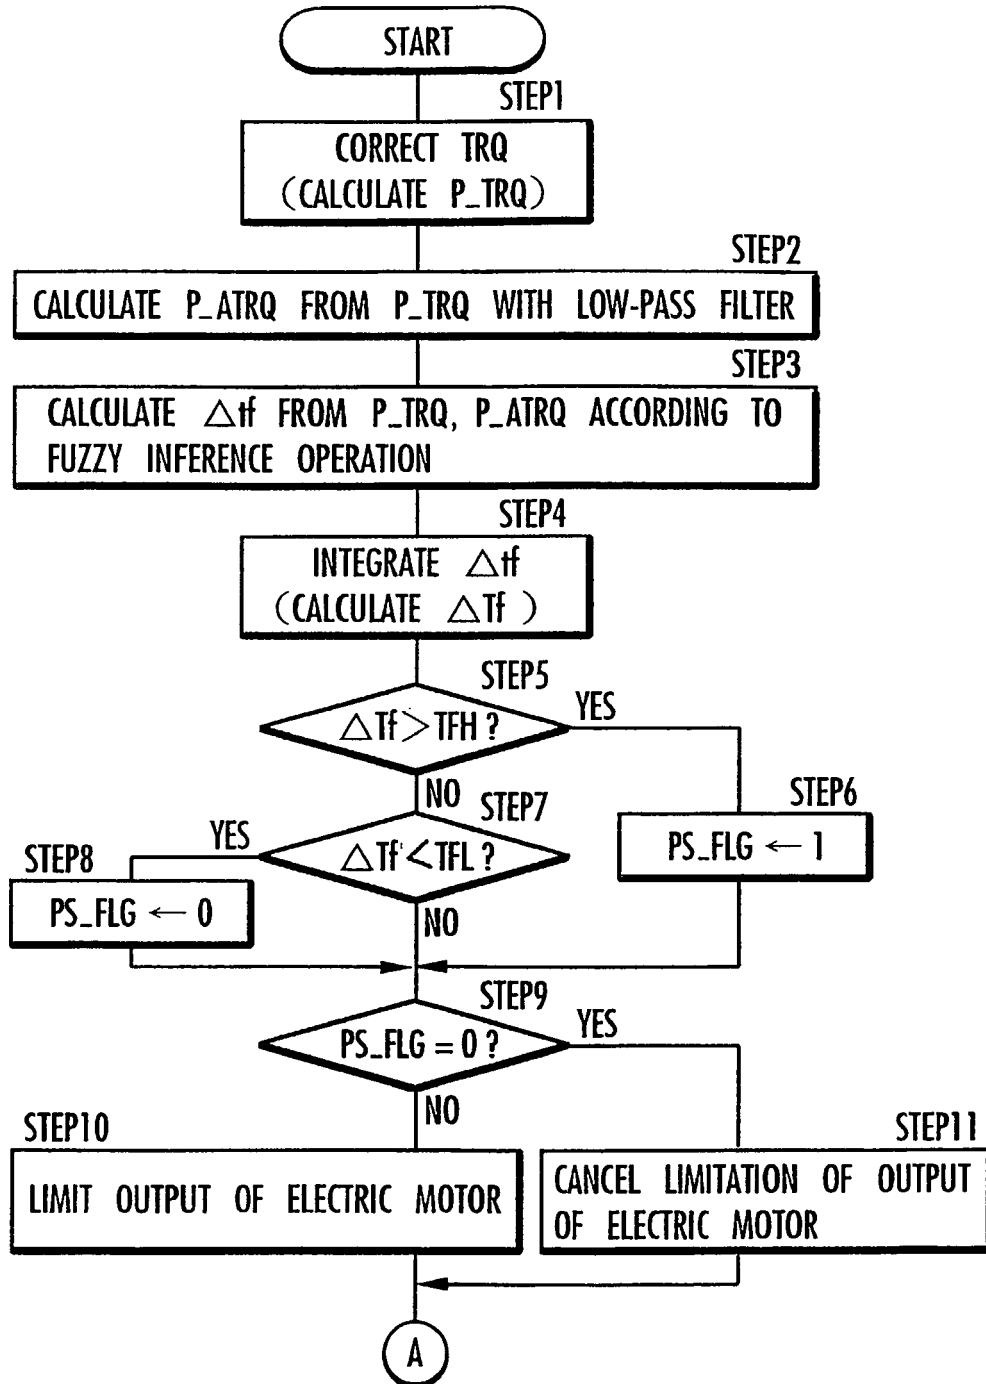 START
STEP1
CORRECT TRQ
(CALCULATE P_TRQ)
STEP2
CALCULATE P_ATRQ FROM P_TRQ WITH LOW-PASS FILTER
STEP3
CALCULATE △tf FROM P_TRQ, P_ATRQ ACCORDING TO
FUZZY INFERENCE OPERATION
STEP4
INTEGRATE △tf
(CALCULATE △Tf )
STEP5
△Tf > TFH ?
YES
NO
STEP6
PS_FLG ← 1
STEP7
△Tf < TFL ?
YES
STEP8
PS_FLG ← 0
NO
STEP9
PS_FLG = 0 ?
YES
NO
STEP10
LIMIT OUTPUT OF ELECTRIC MOTOR
STEP11
CANCEL LIMITATION OF OUTPUT
OF ELECTRIC MOTOR
A